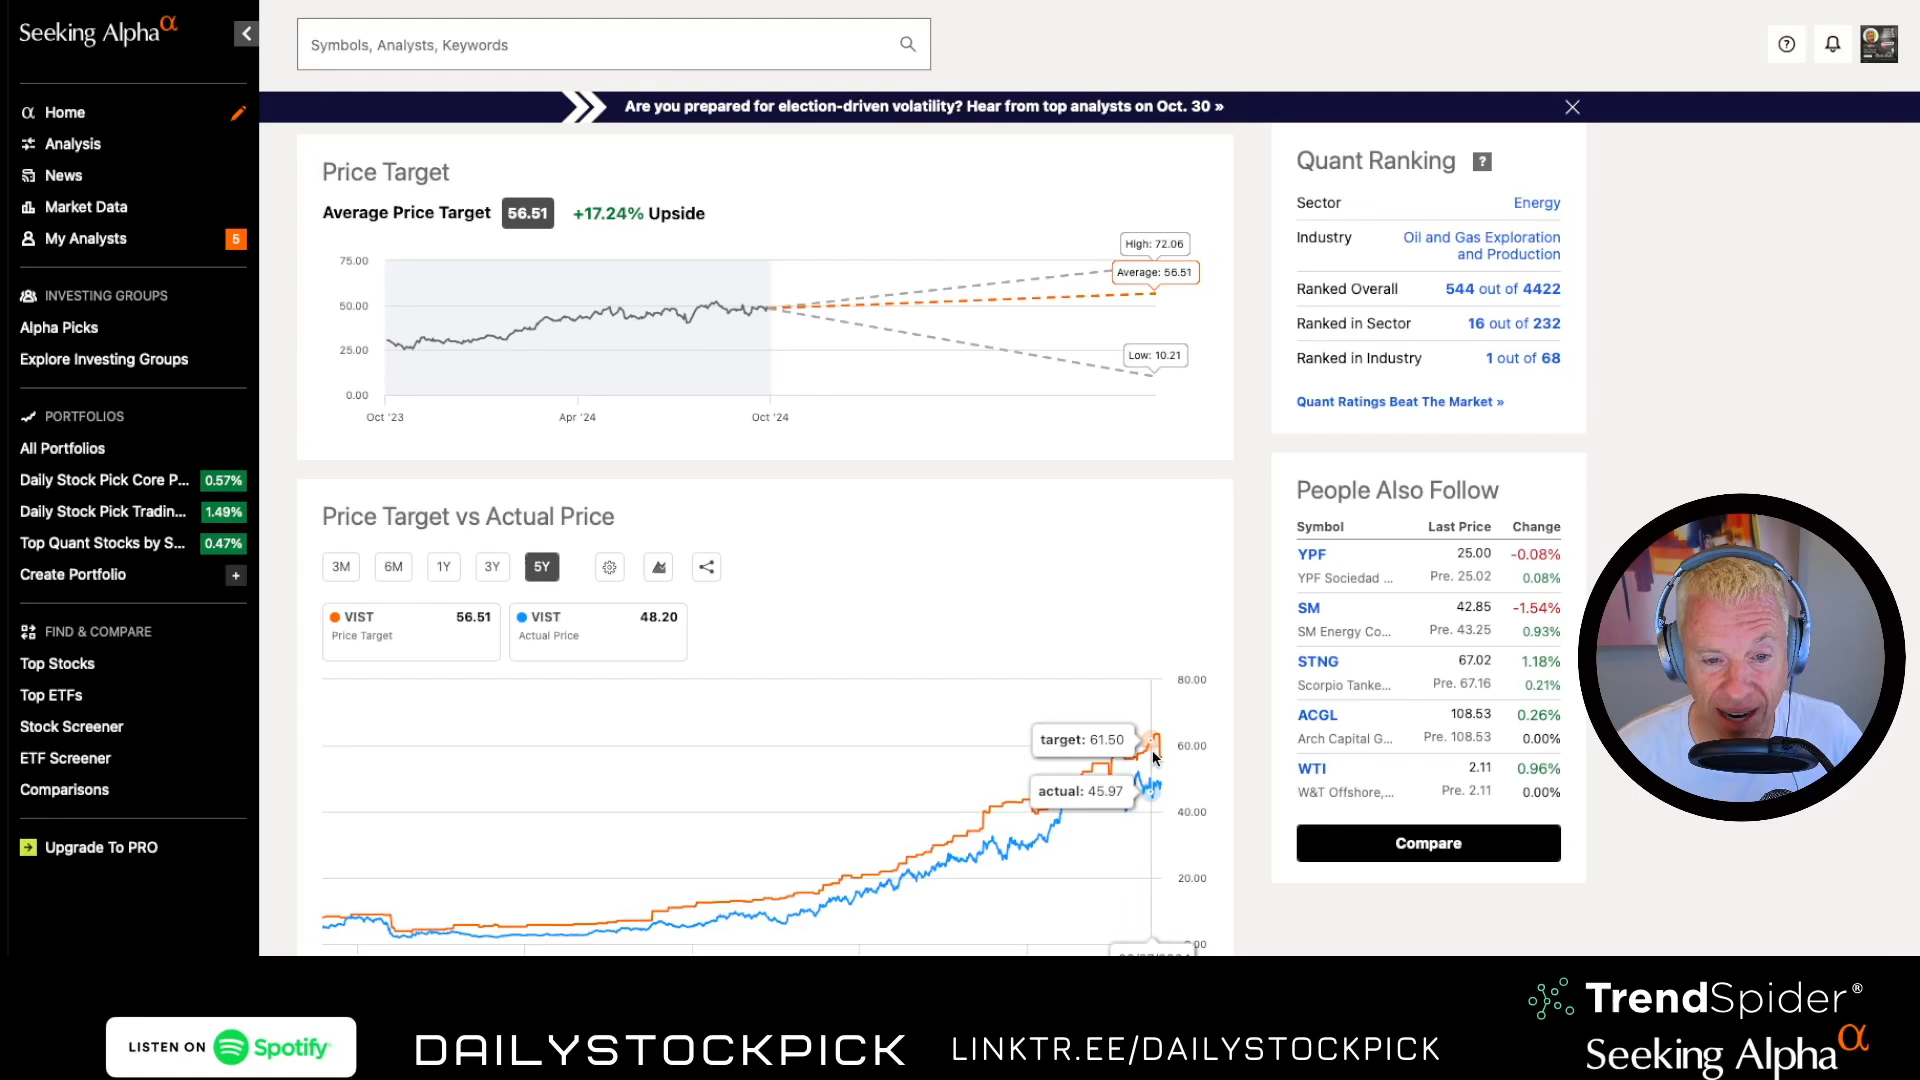 Seeking Alpha α
Symbols, Analysts, Keywords
Are you prepared for election-driven volatility? Hear from top analysts on Oct. 30 »
Home
Analysis
News
Market Data
My Analysts 5
INVESTING GROUPS
Alpha Picks
Explore Investing Groups
PORTFOLIOS
All Portfolios
Daily Stock Pick Core P... 0.57%
Daily Stock Pick Tradin... 1.49%
Top Quant Stocks by S... 0.47%
Create Portfolio +
FIND & COMPARE
Top Stocks
Top ETFs
Stock Screener
ETF Screener
Comparisons
Upgrade To PRO
Price Target
Average Price Target 56.51 +17.24% Upside
High: 72.06
Average: 56.51
Low: 10.21
75.00
50.00
25.00
0.00
Oct '23 Apr '24 Oct '24
Price Target vs Actual Price
3M 6M 1Y 3Y 5Y
VIST 56.51
Price Target
VIST 48.20
Actual Price
target: 61.50
actual: 45.97
80.00
60.00
40.00
20.00
Quant Ranking ?
Sector Energy
Industry Oil and Gas Exploration
and Production
Ranked Overall 544 out of 4422
Ranked in Sector 16 out of 232
Ranked in Industry 1 out of 68
Quant Ratings Beat The Market »
People Also Follow
Symbol Last Price Change
YPF 25.00 -0.08%
YPF Sociedad ... Pre. 25.02 0.08%
SM 42.85 -1.54%
SM Energy Co... Pre. 43.25 0.93%
STNG 67.02 1.18%
Scorpio Tanke... Pre. 67.16 0.21%
ACGL 108.53 0.26%
Arch Capital G... Pre. 108.53 0.00%
WTI 2.11 0.96%
W&T Offshore,... Pre. 2.11 0.00%
Compare
LISTEN ON Spotify
DAILYSTOCKPICK
LINKTR.EE/DAILYSTOCKPICK
TrendSpider®
Seeking Alpha α